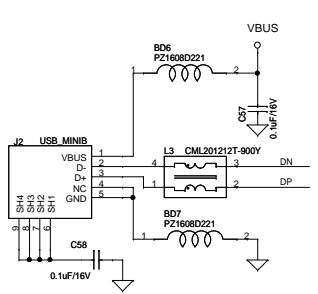 VBUS
BD6
PZ1608D221
1 2
C57
0.1uF/16V
J2 USB_MINIB
L3 CML201212T-900Y
VBUS 1
D- 2
D+ 3
NC 4
GND 5
4 3 DN
1 2 DP
SH4 SH3 SH2 SH1
9 8 7 6
BD7
PZ1608D221
1 2
C58
0.1uF/16V